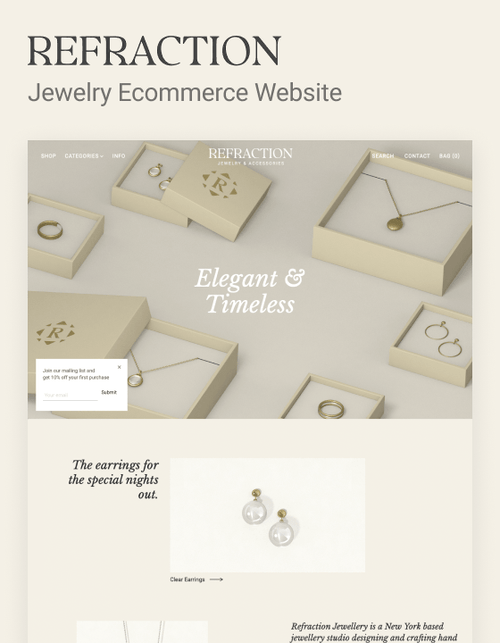 REFRACTION
Jewelry Ecommerce Website
SHOP CATEGORIES INFO
REFRACTION
JEWELRY & ACCESSORIES
SEARCH CONTACT BAG (0)
R
Elegant &
Timeless
R
×
Join our mailing list and
get 10% off your first purchase
Your email
Submit
The earrings for
the special nights
out.
Clear Earrings
Refraction Jewellery is a New York based
jewellery studio designing and crafting hand